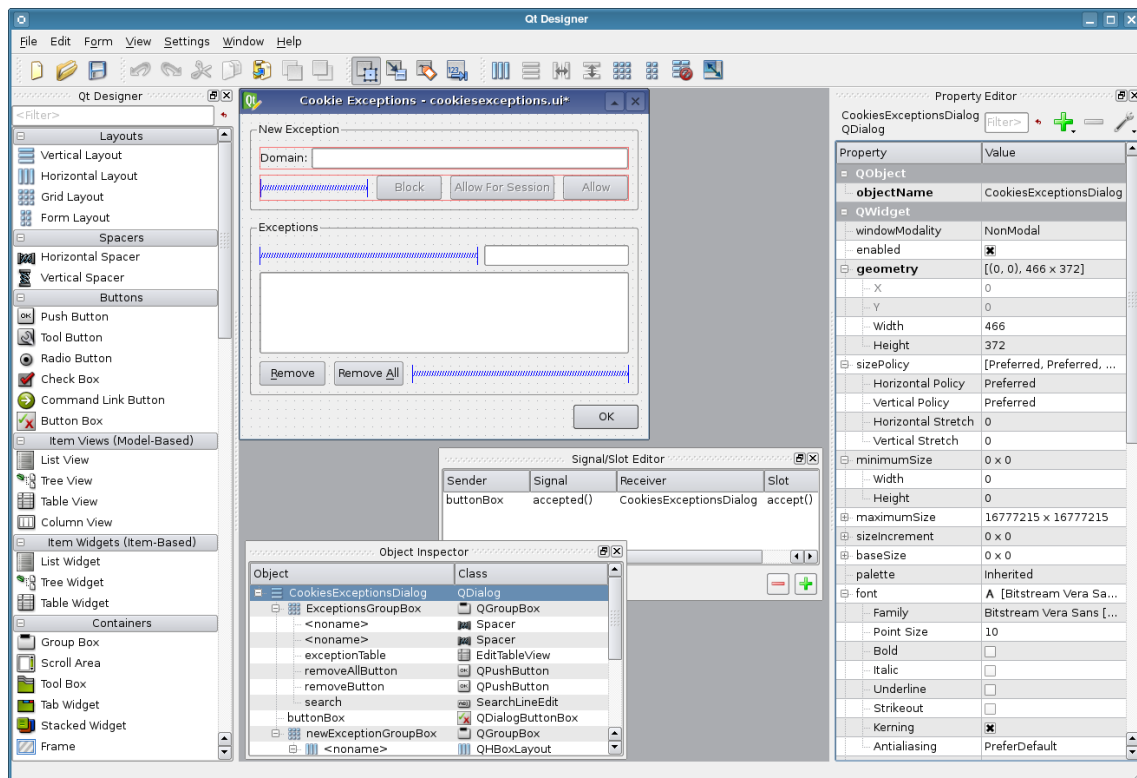 Qt Designer
File Edit Form View Settings Window Help
Qt Designer
<Filter>
Layouts
Vertical Layout
Horizontal Layout
Grid Layout
Form Layout
Spacers
Horizontal Spacer
Vertical Spacer
Buttons
Push Button
Tool Button
Radio Button
Check Box
Command Link Button
Button Box
Item Views (Model-Based)
List View
Tree View
Table View
Column View
Item Widgets (Item-Based)
List Widget
Tree Widget
Table Widget
Containers
Group Box
Scroll Area
Tool Box
Tab Widget
Stacked Widget
Frame
Cookie Exceptions - cookiesexceptions.ui*
New Exception
Domain:
Block Allow For Session Allow
Exceptions
Remove Remove All
OK
Signal/Slot Editor
Sender Signal Receiver Slot
buttonBox accepted() CookiesExceptionsDialog accept()
Object Inspector
Object Class
CookiesExceptionsDialog QDialog
ExceptionsGroupBox QGroupBox
<noname> Spacer
<noname> Spacer
exceptionTable EditTableView
removeAllButton QPushButton
removeButton QPushButton
search SearchLineEdit
buttonBox QDialogButtonBox
newExceptionGroupBox QGroupBox
<noname> QHBoxLayout
Property Editor
CookiesExceptionsDialog
QDialog
Filter>
Property Value
QObject
objectName CookiesExceptionsDialog
QWidget
windowModality NonModal
enabled
geometry [(0, 0), 466 x 372]
X 0
Y 0
Width 466
Height 372
sizePolicy [Preferred, Preferred, ...
Horizontal Policy Preferred
Vertical Policy Preferred
Horizontal Stretch 0
Vertical Stretch 0
minimumSize 0 x 0
Width 0
Height 0
maximumSize 16777215 x 16777215
sizeIncrement 0 x 0
baseSize 0 x 0
palette Inherited
font A [Bitstream Vera Sa...
Family Bitstream Vera Sans [...
Point Size 10
Bold
Italic
Underline
Strikeout
Kerning
Antialiasing PreferDefault